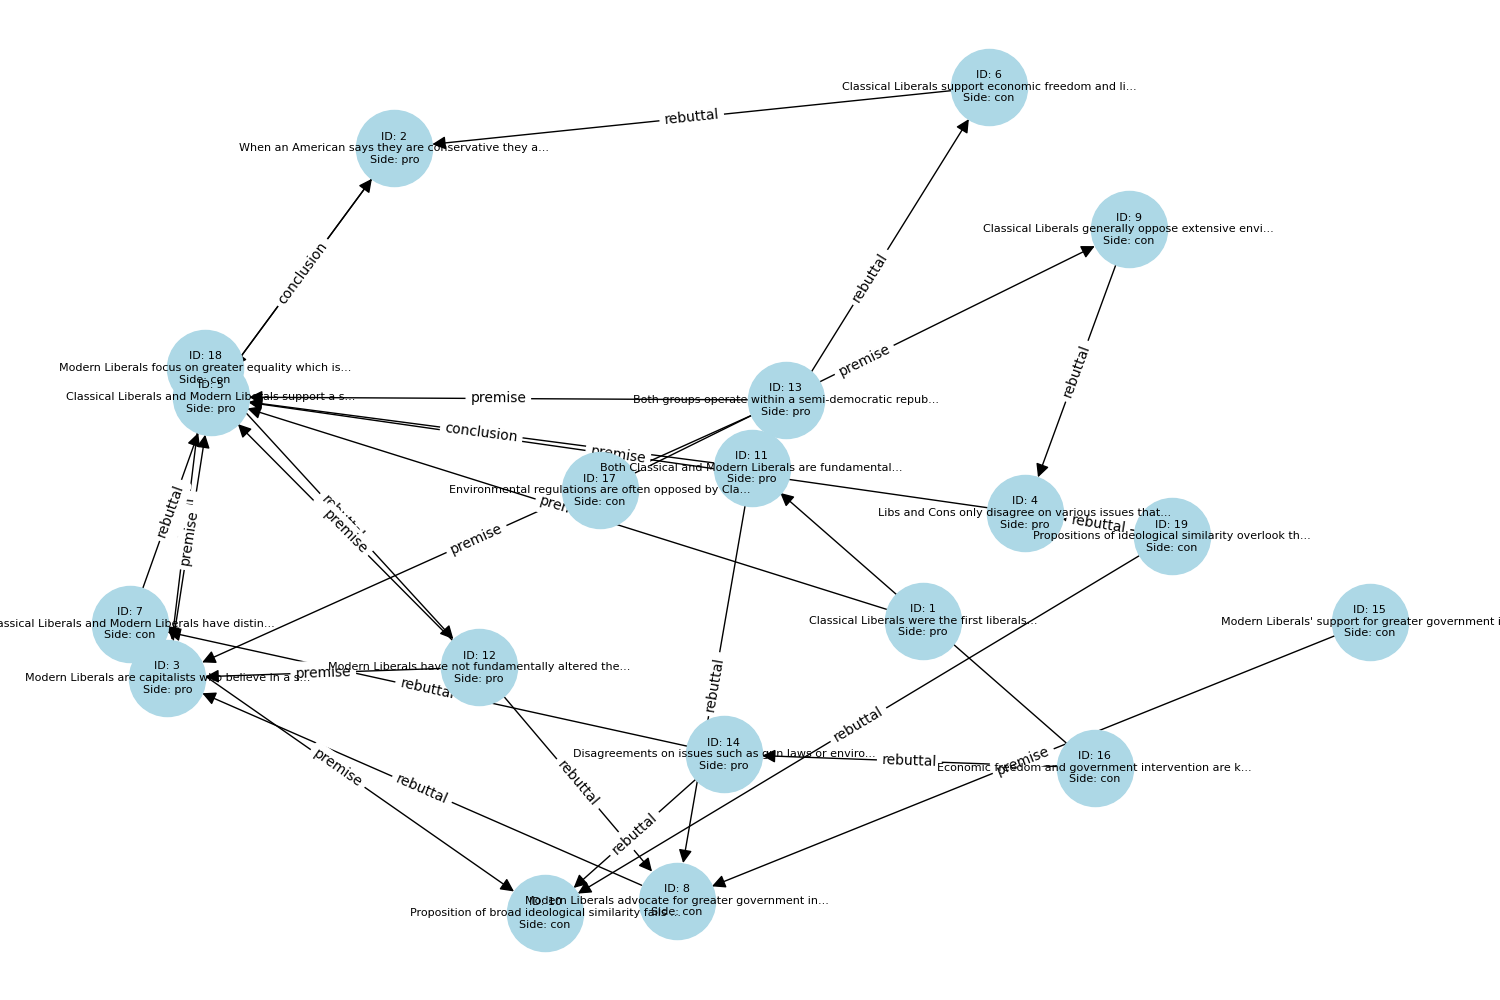 ID: 6
Classical Liberals support economic freedom and li...
Side: con
rebuttal
ID: 2
When an American says they are conservative they a...
Side: pro
ID: 9
Classical Liberals generally oppose extensive envi...
Side: con
conclusion
rebuttal
ID: 18
Modern Liberals focus on greater equality which is...
Side: con
ID: 5
Classical Liberals and Modern Liberals support a s...
Side: pro
premise
rebuttal
ID: 13
Both groups operate within a semi-democratic repub...
Side: pro
premise
conclusion
premise
ID: 11
Both Classical and Modern Liberals are fundamental...
Side: pro
ID: 17
Environmental regulations are often opposed by Cla...
Side: con
ID: 4
Libs and Cons only disagree on various issues that...
Side: pro
rebuttal
ID: 19
Propositions of ideological similarity overlook th...
Side: con
rebuttal
premise
rebuttal
premise
premise
ID: 7
assical Liberals and Modern Liberals have distin...
Side: con
ID: 1
Classical Liberals were the first liberals...
Side: pro
ID: 15
Modern Liberals' support for greater government i
Side: con
ID: 3
Modern Liberals are capitalists who believe in a s...
Side: pro
premise
ID: 12
Modern Liberals have not fundamentally altered the...
Side: pro
rebuttal
rebuttal
rebuttal
ID: 14
Disagreements on issues such as gun laws or enviro...
Side: pro
rebuttal
premise
ID: 16
Economic freedom and government intervention are k...
Side: con
premise
rebuttal
rebuttal
rebuttal
ID: 8
Modern Liberals advocate for greater government in...
Side: con
ID: 10
Proposition of broad ideological similarity fails ...
Side: con